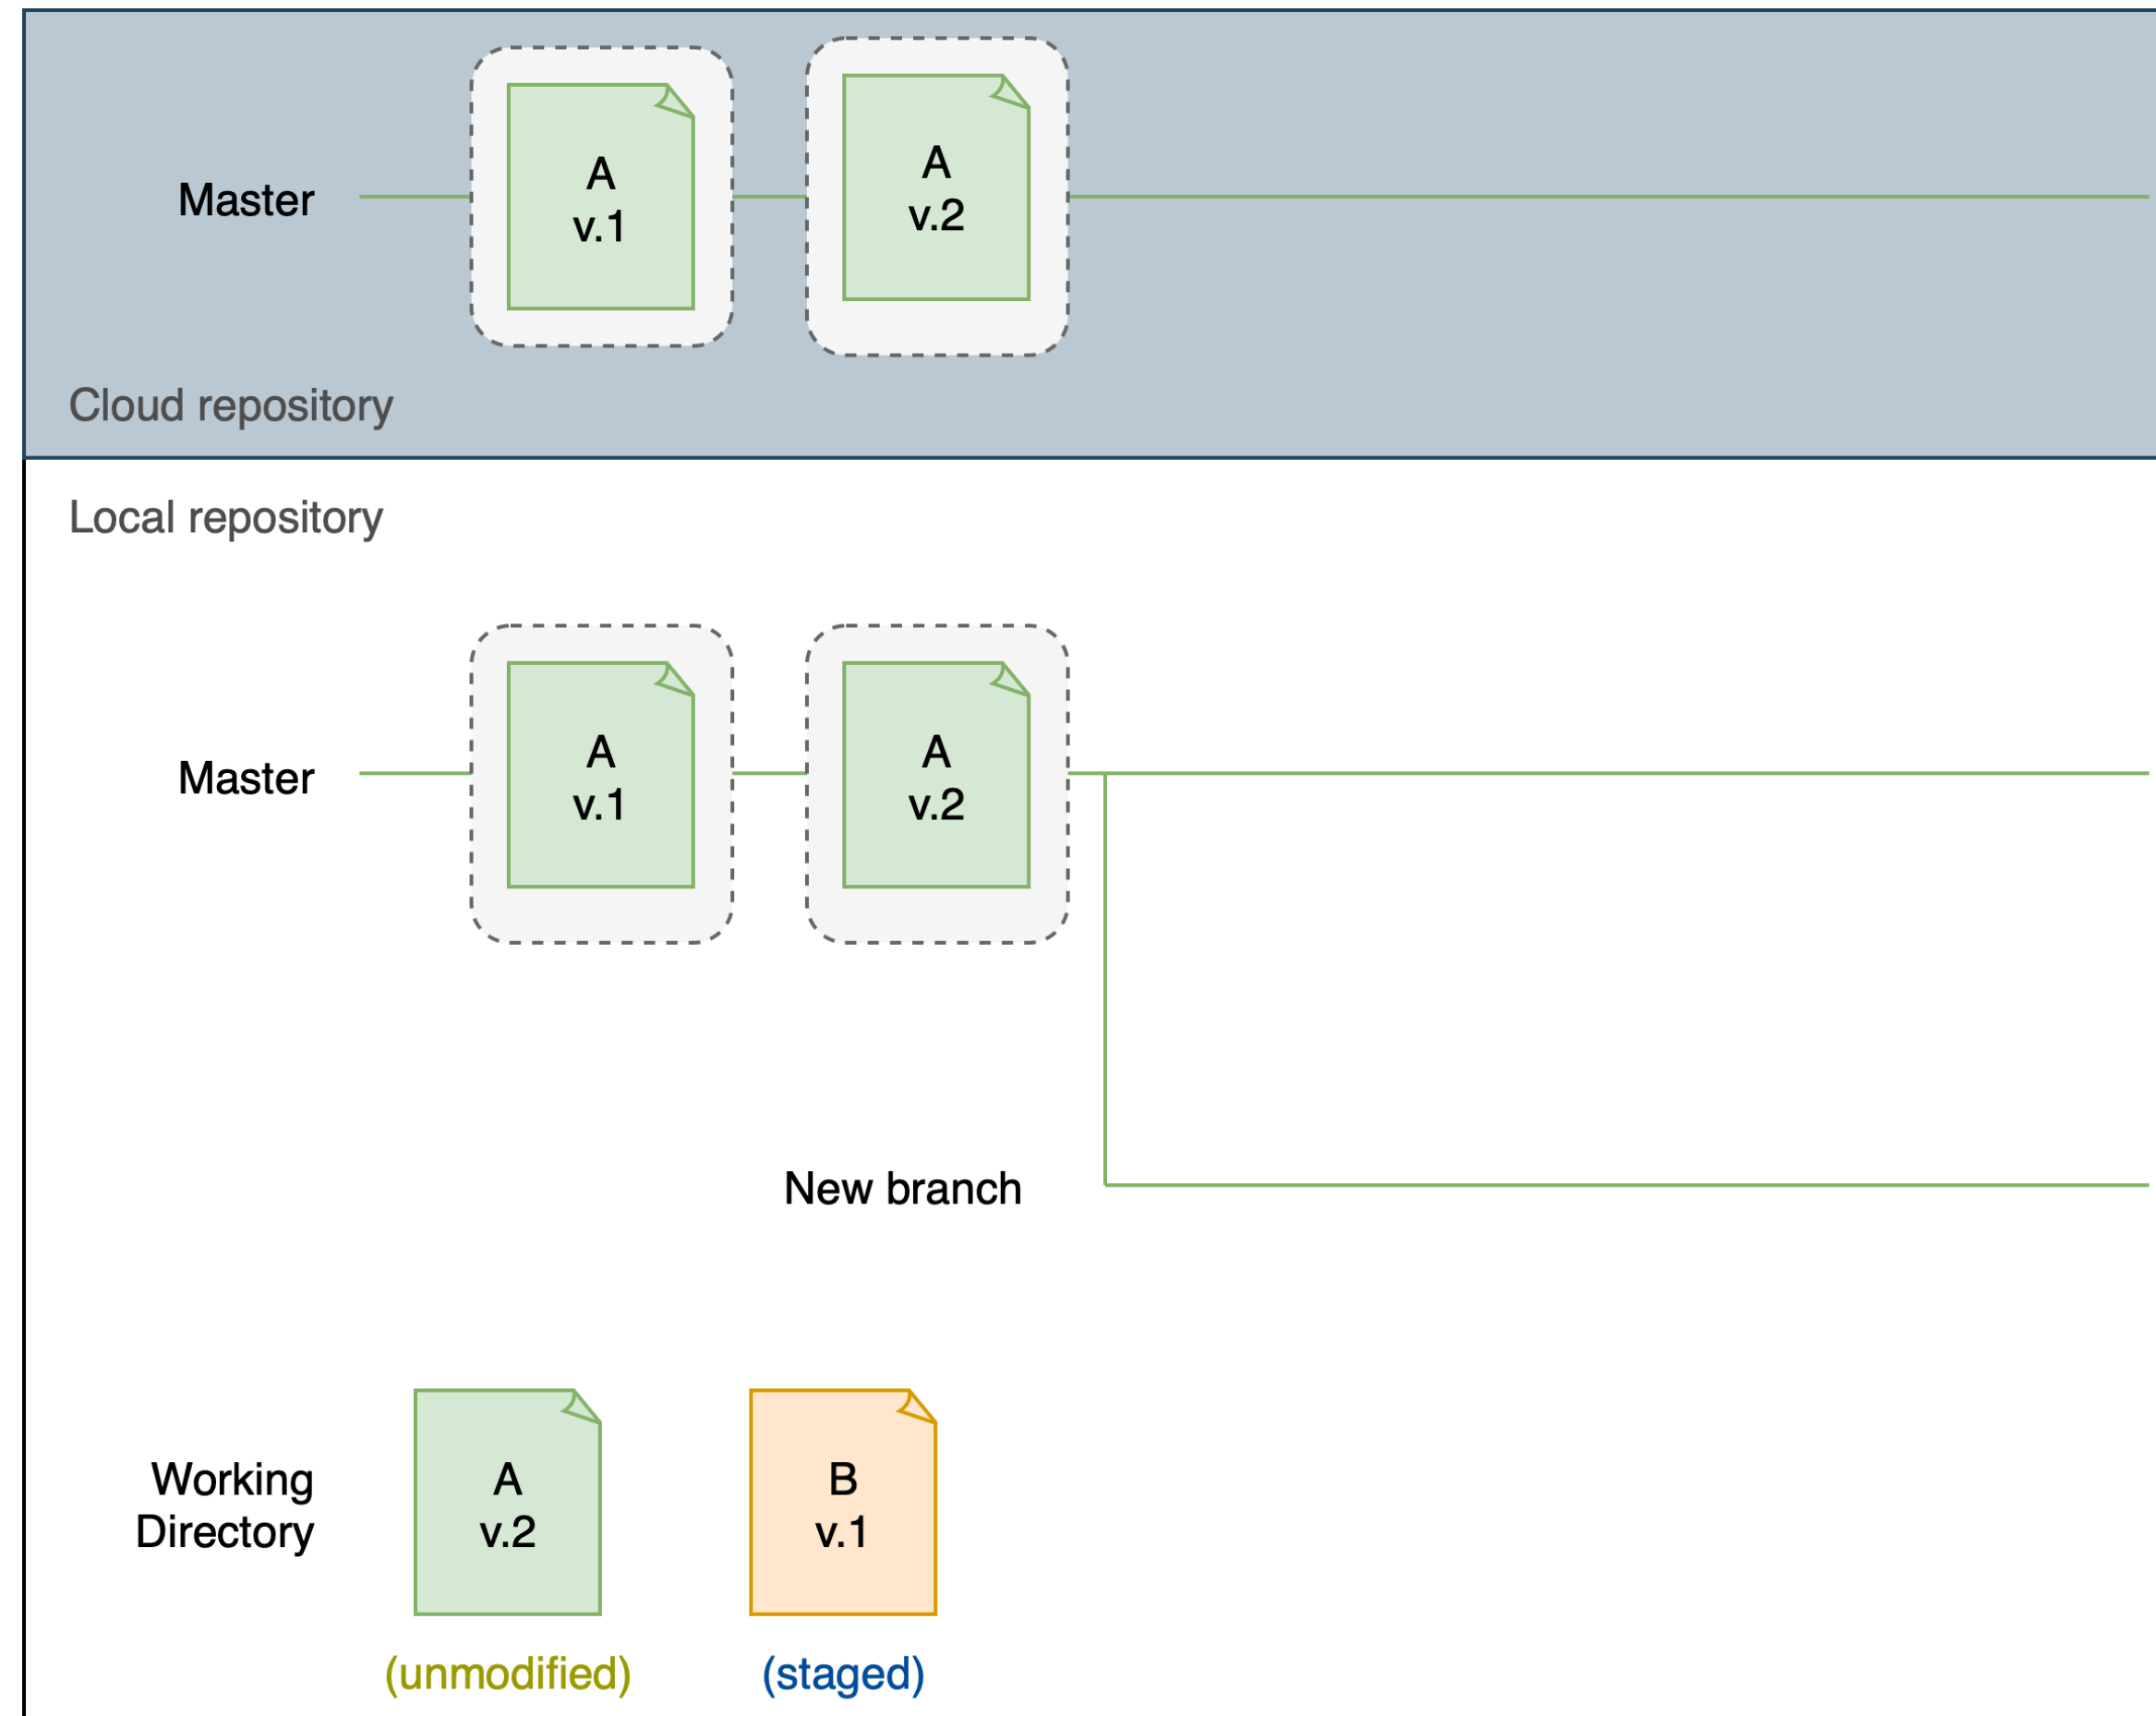 Master
A
v.1
A
v.2
Cloud repository
Local repository
Master
A
v.1
A
v.2
New branch
Working
Directory
A
v.2
B
v.1
(unmodified)
(staged)